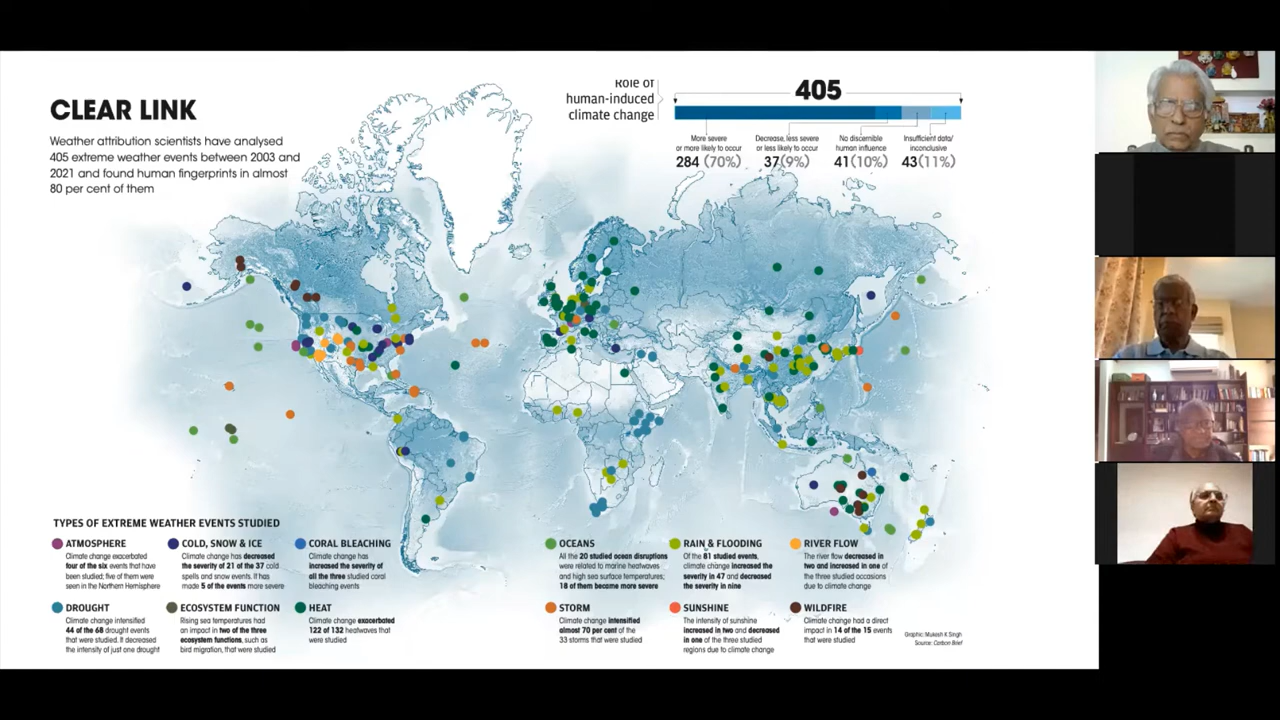 CLEAR LINK
Weather attribution scientists have analysed
405 extreme weather events between 2003 and
2021 and found human fingerprints in almost
80 per cent of them
Role of
human-induced
climate change
405
More severe
or more likely to occur
284 (70%)
Decrease, less severe
or less likely to occur
37(9%)
No discernible
human influence
41(10%)
Insufficient data/
inconclusive
43(11%)
TYPES OF EXTREME WEATHER EVENTS STUDIED
ATMOSPHERE
Climate change exacerbated
four of the six events that have
been studied; five of them were
seen in the Northern Hemisphere
COLD, SNOW & ICE
Climate change has decreased
the severity of 21 of the 37 cold
spells and snow events. It has
made 5 of the events more severe
CORAL BLEACHING
Climate change has
increased the severity of
all the three studied coral
bleaching events
OCEANS
All the 20 studied ocean disruptions
were related to marine heatwaves
and high sea surface temperatures;
18 of them became more severe
RAIN & FLOODING
Of the 81 studied events,
climate change increased the
severity in 47 and decreased
the severity in nine
RIVER FLOW
The river flow decreased in
two and increased in one of
the three studied occasions
due to climate change
DROUGHT
Climate change intensified
44 of the 68 drought events
that were studied. It decreased
the intensity of just one drought
ECOSYSTEM FUNCTION
Rising sea temperatures had
an impact in two of the three
ecosystem functions, such as
bird migration, that were studied
HEAT
Climate change exacerbated
122 of 132 heatwaves that
were studied
STORM
Climate change intensified
almost 70 per cent of the
33 storms that were studied
SUNSHINE
The intensity of sunshine
increased in two and decreased
in one of the three studied
regions due to climate change
WILDFIRE
Climate change had a direct
impact in 14 of the 15 events
that were studied
Graphic: Mukesh K Singh
Source: Carbon Brief